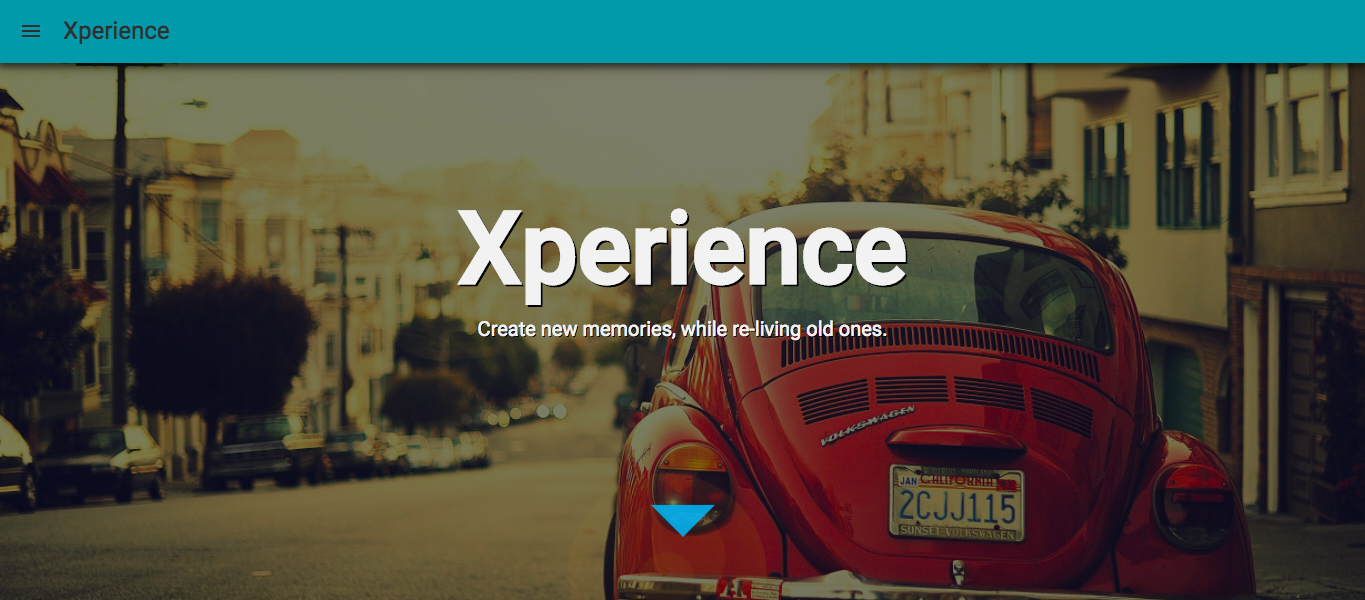 Xperience
Xperience
Create new memories, while re-living old ones.
VOLKSWAGEN
JAN CALIFORNIA
2CJJ115
SUNSET VOLKSWAGEN